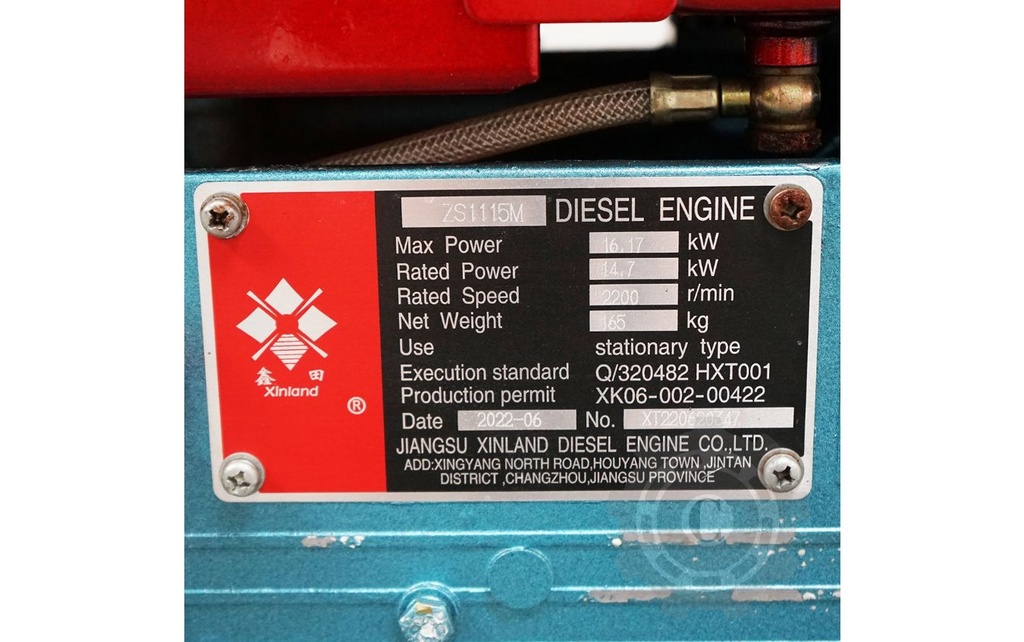 ZS1115M DIESEL ENGINE
Max Power 16.17 kW
Rated Power 14.7 kW
Rated Speed 2200 r/min
Net Weight 165 kg
Use stationary type
Execution standard Q/320482 HXT001
Production permit XK06-002-00422
Date 2022-06 No. XT220620347
JIANGSU XINLAND DIESEL ENGINE CO.,LTD.
ADD:XINGYANG NORTH ROAD,HOUYANG TOWN ,JINTAN
DISTRICT ,CHANGZHOU,JIANGSU PROVINCE
鑫 田
Xinland
®
C